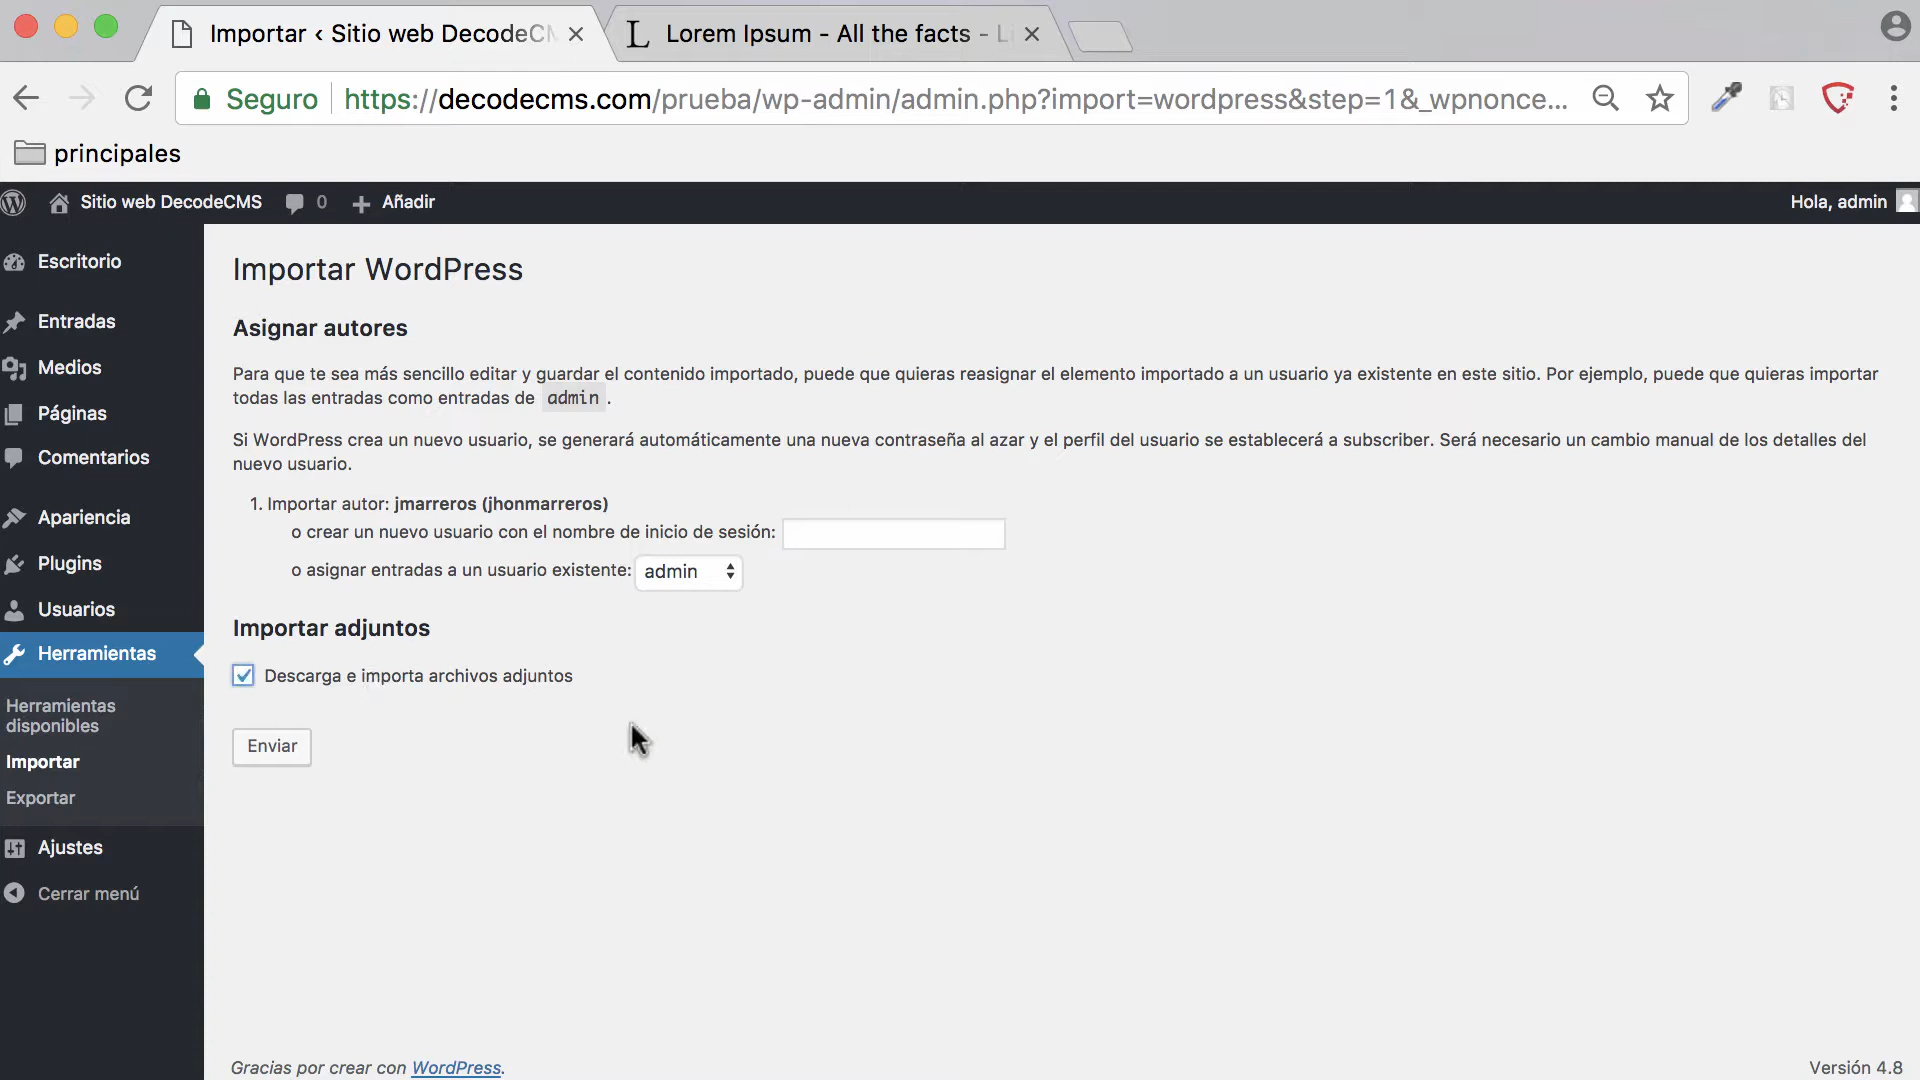 Importar ‹ Sitio web DecodeCM
Lorem Ipsum - All the facts - Li
Seguro
https://decodecms.com/prueba/wp-admin/admin.php?import=wordpress&step=1&_wpnonce...
principales
Sitio web DecodeCMS
0
Añadir
Hola, admin
Escritorio
Entradas
Medios
Páginas
Comentarios
Apariencia
Plugins
Usuarios
Herramientas
Herramientas
disponibles
Importar
Exportar
Ajustes
Cerrar menú
Importar WordPress
Asignar autores
Para que te sea más sencillo editar y guardar el contenido importado, puede que quieras reasignar el elemento importado a un usuario ya existente en este sitio. Por ejemplo, puede que quieras importar
todas las entradas como entradas de admin .
Si WordPress crea un nuevo usuario, se generará automáticamente una nueva contraseña al azar y el perfil del usuario se establecerá a subscriber. Será necesario un cambio manual de los detalles del
nuevo usuario.
1. Importar autor: jmarreros (jhonmarreros)
o crear un nuevo usuario con el nombre de inicio de sesión:
o asignar entradas a un usuario existente: admin
Importar adjuntos
Descarga e importa archivos adjuntos
Enviar
Gracias por crear con WordPress.
Versión 4.8